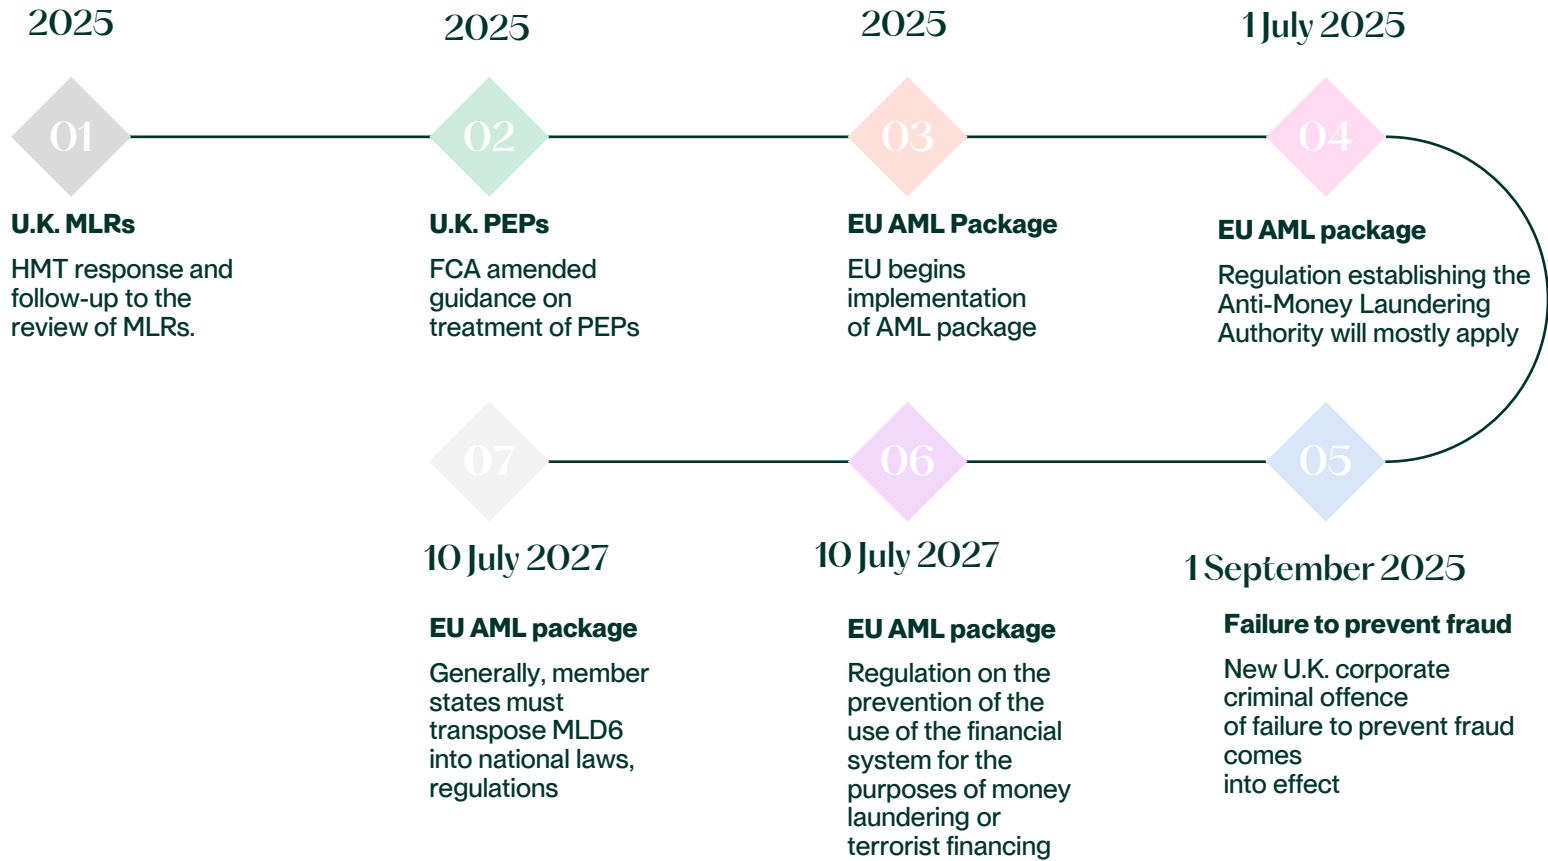 2025
01
U.K. MLRs
HMT response and
follow-up to the
review of MLRs.
2025
02
U.K. PEPs
FCA amended
guidance on
treatment of PEPs
2025
03
EU AML Package
EU begins
implementation
of AML package
1 July 2025
04
EU AML package
Regulation establishing the
Anti-Money Laundering
Authority will mostly apply
05
1 September 2025
Failure to prevent fraud
New U.K. corporate
criminal offence
of failure to prevent fraud
comes
into effect
06
10 July 2027
EU AML package
Regulation on the
prevention of the
use of the financial
system for the
purposes of money
laundering or
terrorist financing
07
10 July 2027
EU AML package
Generally, member
states must
transpose MLD6
into national laws,
regulations